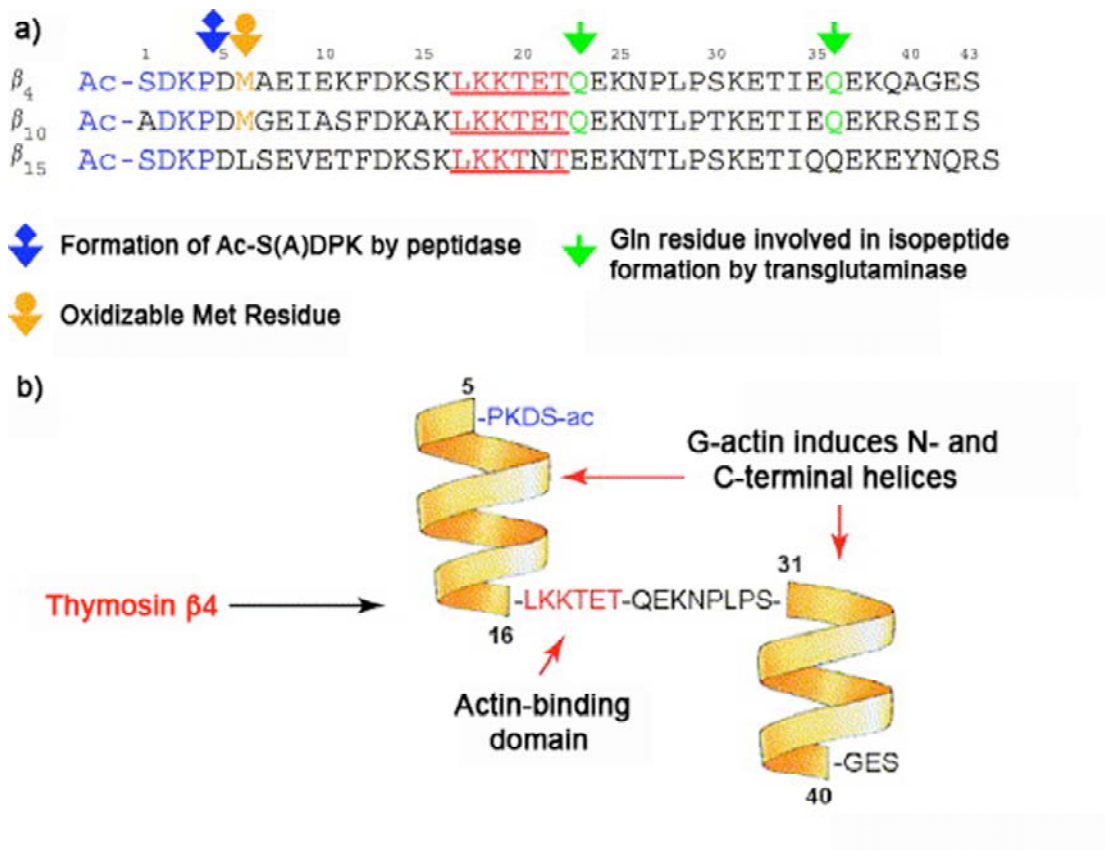 a)
1 5 10 15 20 25 30 35 40 43
β4 Ac-SDKPDMAEIEKFDKSKLKKTETQEKNPLPSKETIEQEKQAGES
β10 Ac-ADKPDMGEIASFDKAKLKKTETQEKNTLPTKETIEQEKRSEIS
β15 Ac-SDKPDLSEVETFDKSKLKKTNTEEKNTLPSKETIQQEKEYNQRS
Formation of Ac-S(A)DPK by peptidase
Gln residue involved in isopeptide
formation by transglutaminase
Oxidizable Met Residue
b)
5
-PKDS-ac
G-actin induces N- and
C-terminal helices
31
Thymosin β4
-LKKTET-QEKNPLPS-
16
Actin-binding
domain
-GES
40